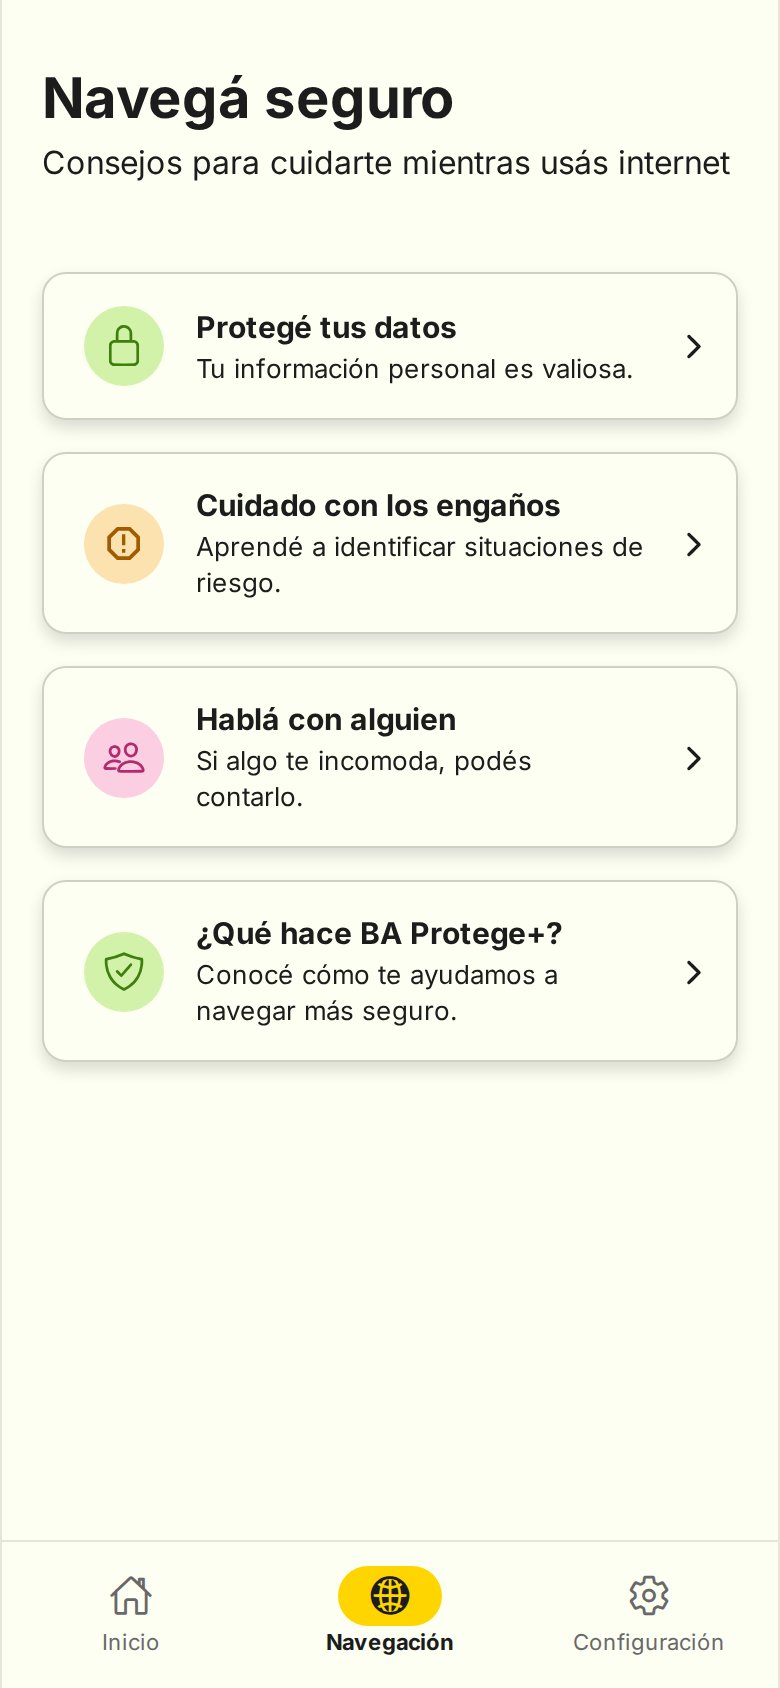 Navegá seguro
Consejos para cuidarte mientras usás internet
Protegé tus datos
Tu información personal es valiosa.
Cuidado con los engaños
Aprendé a identificar situaciones de
riesgo.
Hablá con alguien
Si algo te incomoda, podés
contarlo.
¿Qué hace BA Protege+?
Conocé cómo te ayudamos a
navegar más seguro.
Inicio
Navegación
Configuración